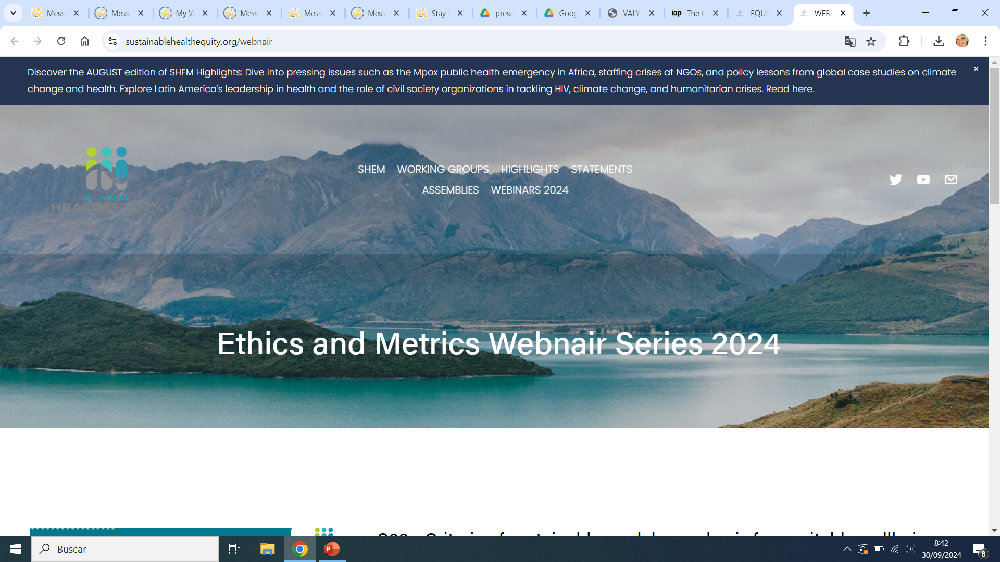 Mess
Mess
My W
Mess
Mess
Mess
Stay
prese
Goog
VALY
iap The
EQUI
WEBI
sustainablehealthequity.org/webnair
Discover the AUGUST edition of SHEM Highlights: Dive into pressing issues such as the Mpox public health emergency in Africa, staffing crises at NGOs, and policy lessons from global case studies on climate
change and health. Explore Latin America's leadership in health and the role of civil society organizations in tackling HIV, climate change, and humanitarian crises. Read here.
SUSTAINABLE
HEALTHEQUITY
SHEM WORKING GROUPS HIGHLIGHTS STATEMENTS
ASSEMBLIES WEBINARS 2024
Ethics and Metrics Webnair Series 2024
Buscar
8:42
30/09/2024
8